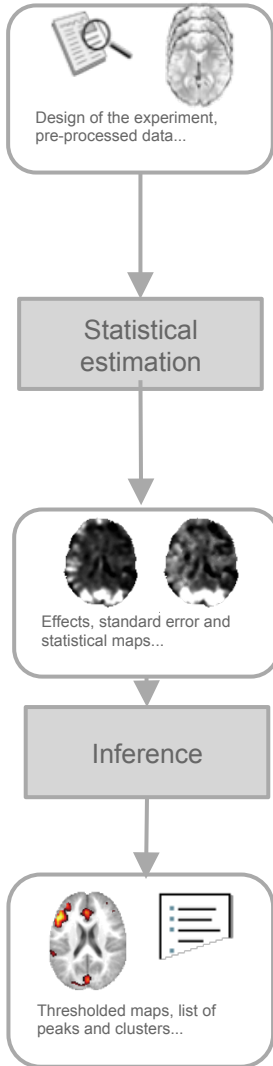 Design of the experiment,
pre-processed data...
Statistical
estimation
Effects, standard error and
statistical maps...
Inference
Thresholded maps, list of
peaks and clusters...